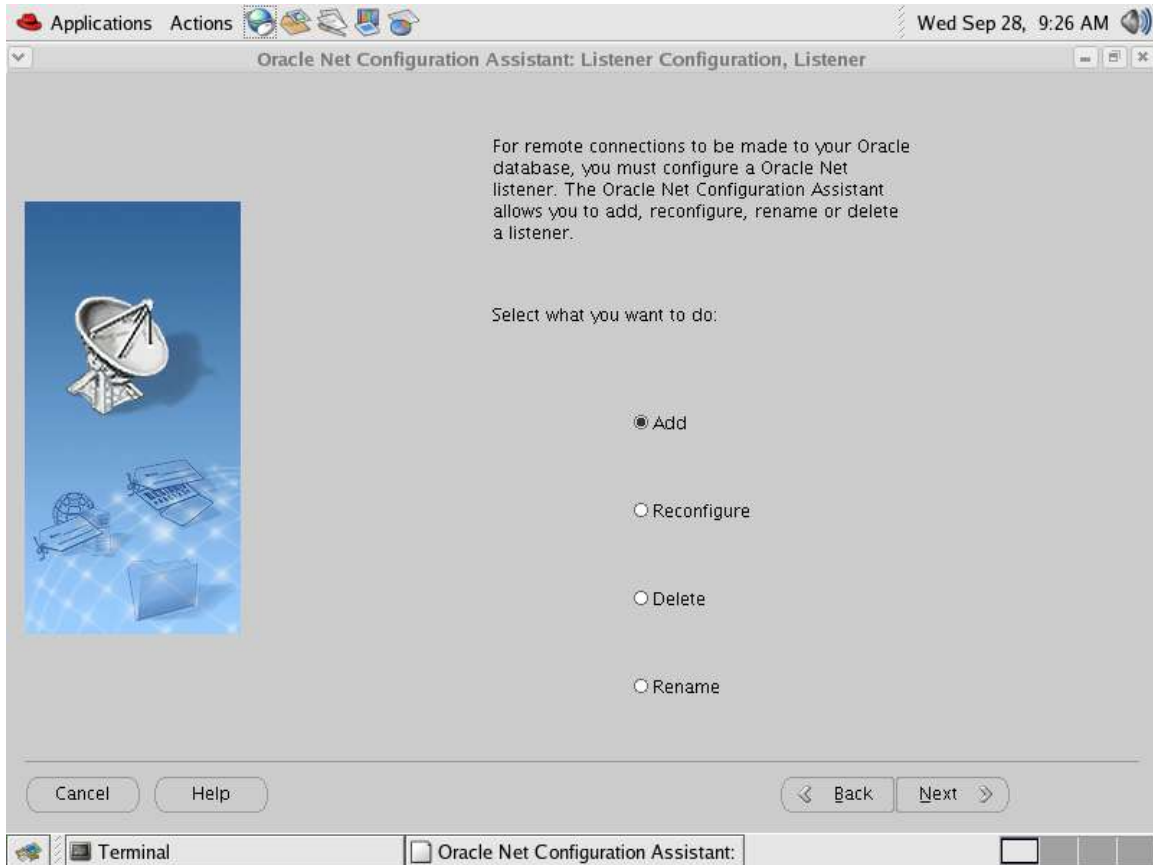 Applications Actions Wed Sep 28, 9:26 AM
Oracle Net Configuration Assistant: Listener Configuration, Listener
For remote connections to be made to your Oracle
database, you must configure a Oracle Net
listener. The Oracle Net Configuration Assistant
allows you to add, reconfigure, rename or delete
a listener.
Select what you want to do:
Add
Reconfigure
Delete
Rename
Cancel Help Back Next
Terminal Oracle Net Configuration Assistant: